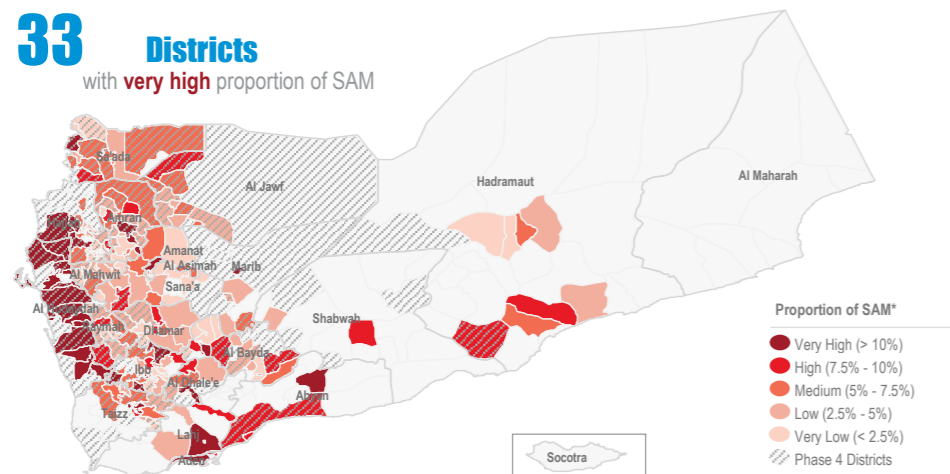 33 Districts
with very high proportion of SAM
Sa'ada
Al Jawf
Hadramaut
Al Maharah
Amran
Amanat
Al Asimah
Marib
Al Mahwit
Sana'a
Shabwah
Dhamar
Al Bayda
Ibb
Al Dhale'e
Abyan
Taizz
Lahj
Aden
Socotra
Proportion of SAM*
Very High (> 10%)
High (7.5% - 10%)
Medium (5% - 7.5%)
Low (2.5% - 5%)
Very Low (< 2.5%)
Phase 4 Districts